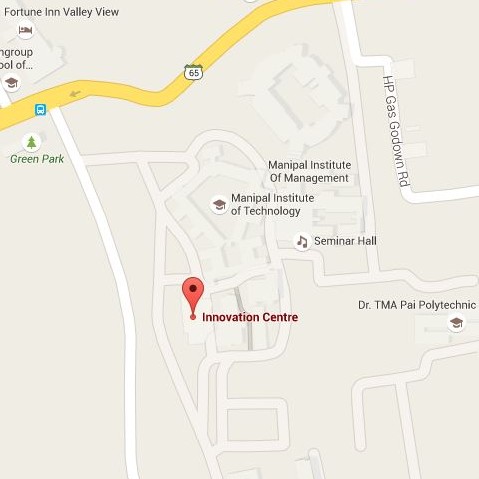 Fortune Inn Valley View
ngroup
ol of...
65
HP Gas Godown Rd
Green Park
Manipal Institute
Of Management
Manipal Institute
of Technology
Seminar Hall
Dr. TMA Pai Polytechnic
Innovation Centre